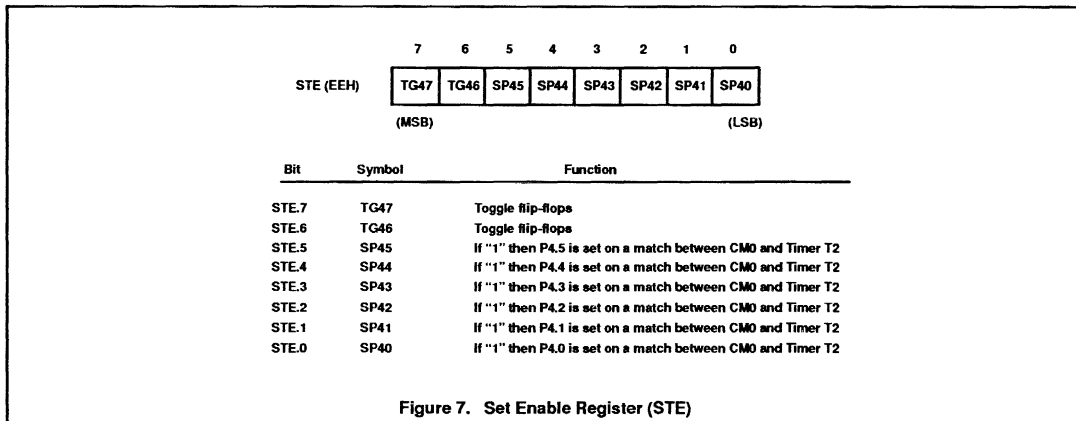 7 6 5 4 3 2 1 0
STE (EEH) TG47 TG46 SP45 SP44 SP43 SP42 SP41 SP40
(MSB) (LSB)
Bit Symbol Function
STE.7 TG47 Toggle flip-flops
STE.6 TG46 Toggle flip-flops
STE.5 SP45 If "1" then P4.5 is set on a match between CM0 and Timer T2
STE.4 SP44 If "1" then P4.4 is set on a match between CM0 and Timer T2
STE.3 SP43 If "1" then P4.3 is set on a match between CM0 and Timer T2
STE.2 SP42 If "1" then P4.2 is set on a match between CM0 and Timer T2
STE.1 SP41 If "1" then P4.1 is set on a match between CM0 and Timer T2
STE.0 SP40 If "1" then P4.0 is set on a match between CM0 and Timer T2
Figure 7. Set Enable Register (STE)